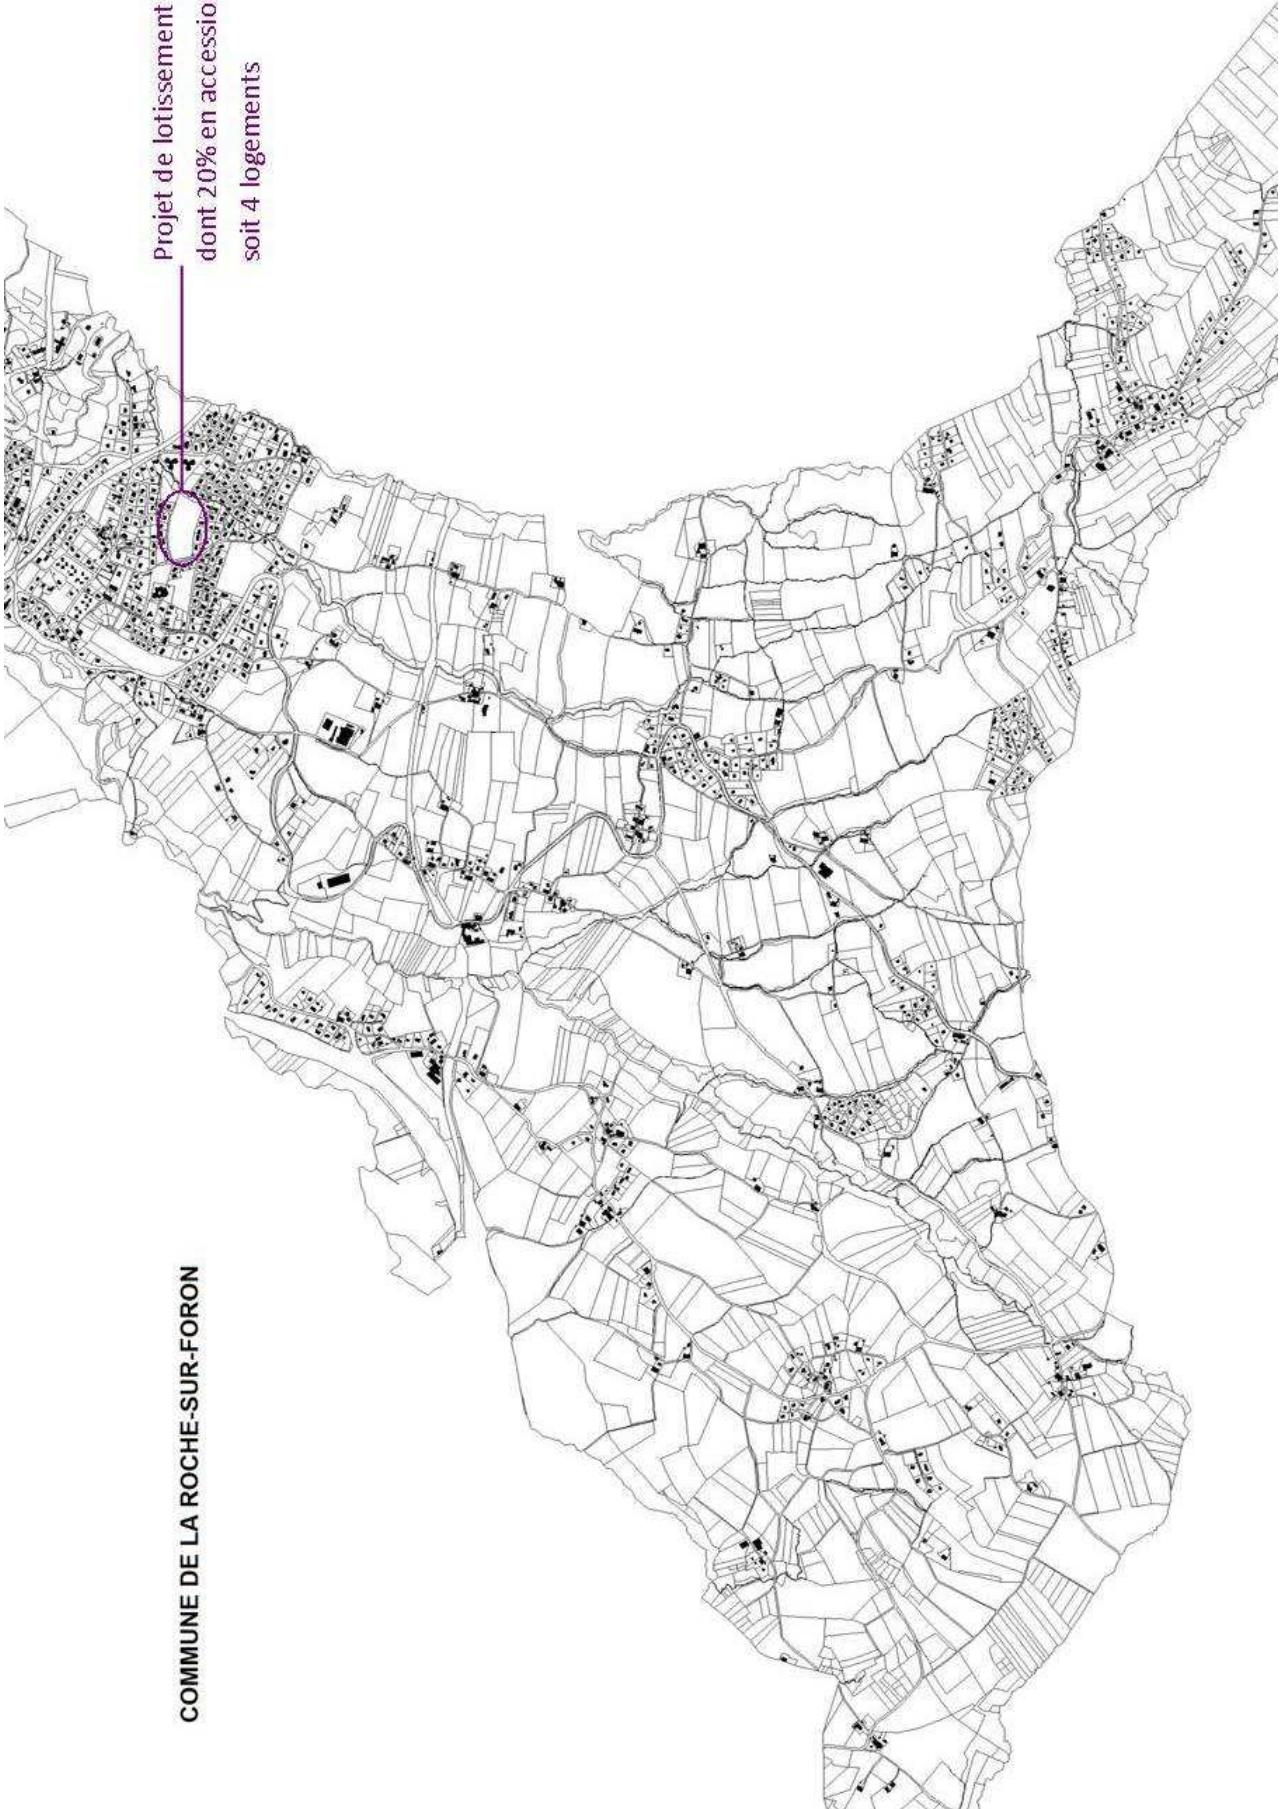 Projet de lotissement
dont 20% en accessio
soit 4 logements
COMMUNE DE LA ROCHE-SUR-FORON